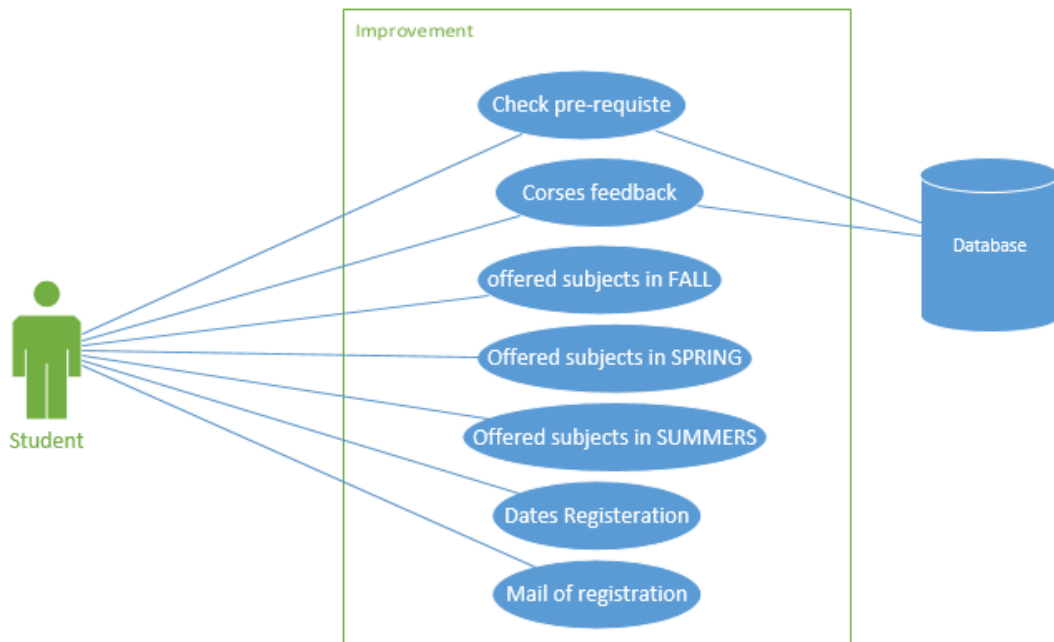 Improvement
Check pre-requiste
Corses feedback
offered subjects in FALL
Offered subjects in SPRING
Offered subjects in SUMMERS
Dates Registeration
Mail of registration
Student
Database